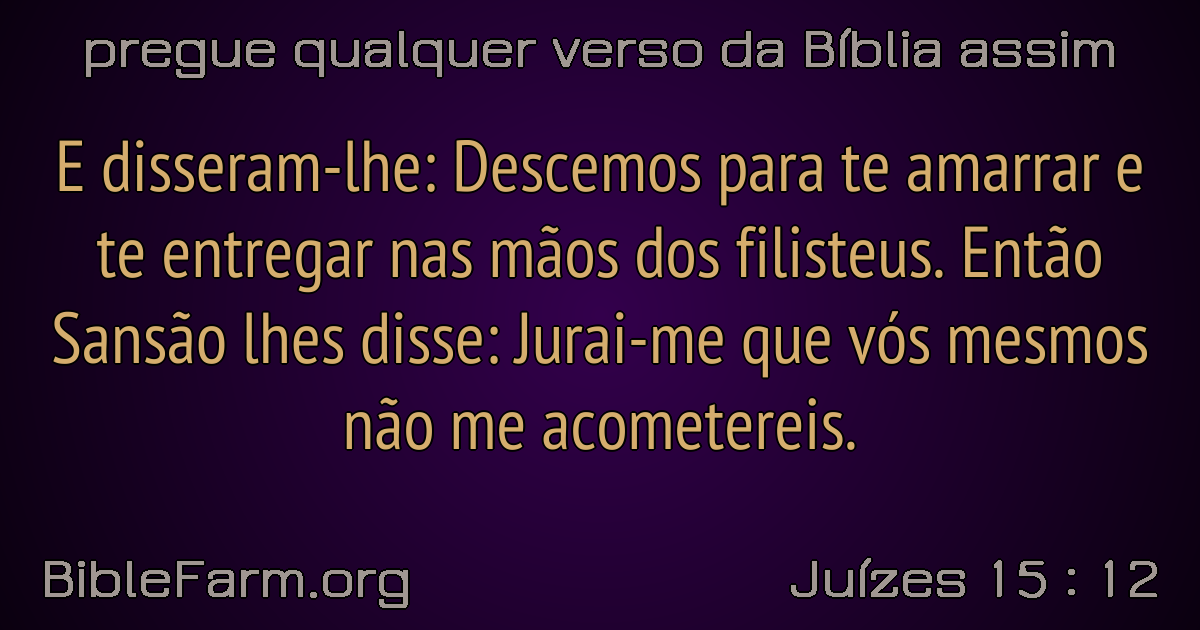 pregue qualquer verso da Bíblia assim
E disseram-lhe: Descemos para te amarrar e
te entregar nas mãos dos filisteus. Então
Sansão lhes disse: Jurai-me que vós mesmos
não me acometereis.
BibleFarm.org
Juízes 15 : 12